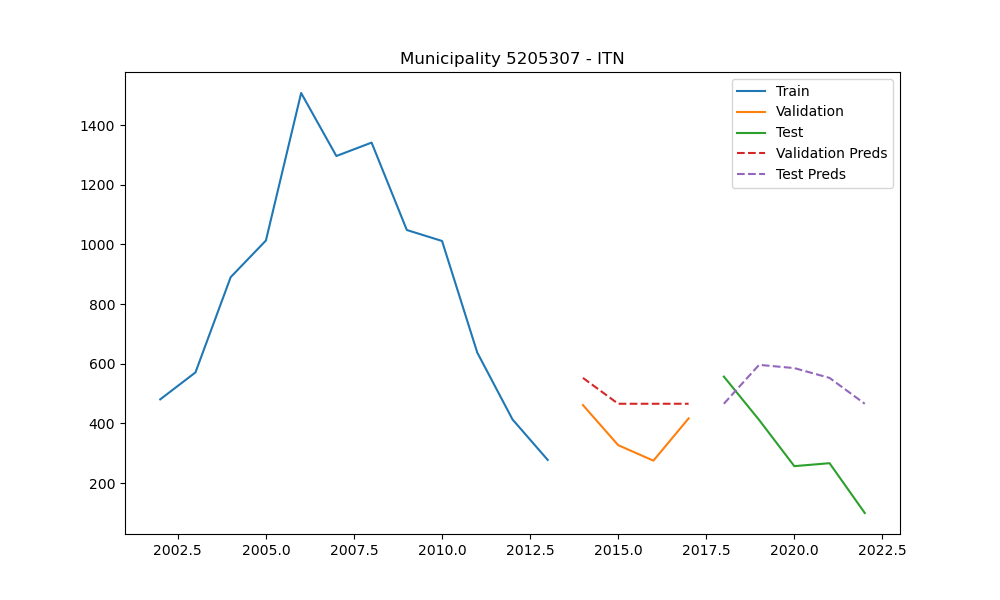 Municipality 5205307 - ITN
Train
Validation
Test
Validation Preds
Test Preds
1400
1200
1000
800
600
400
200
2002.5 2005.0 2007.5 2010.0 2012.5 2015.0 2017.5 2020.0 2022.5